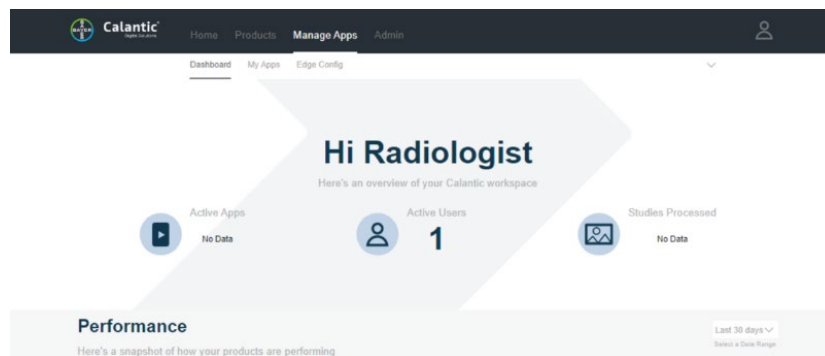 BAYER
Calantic
Home Products Manage Apps Admin
Dashboard My Apps Edge Config
Hi Radiologist
Here's an overview of your Calantic workspace
Active Apps
No Data
Active Users
1
Studies Processed
No Data
Performance
Here's a snapshot of how your products are performing
Last 30 days
Select a Date Range